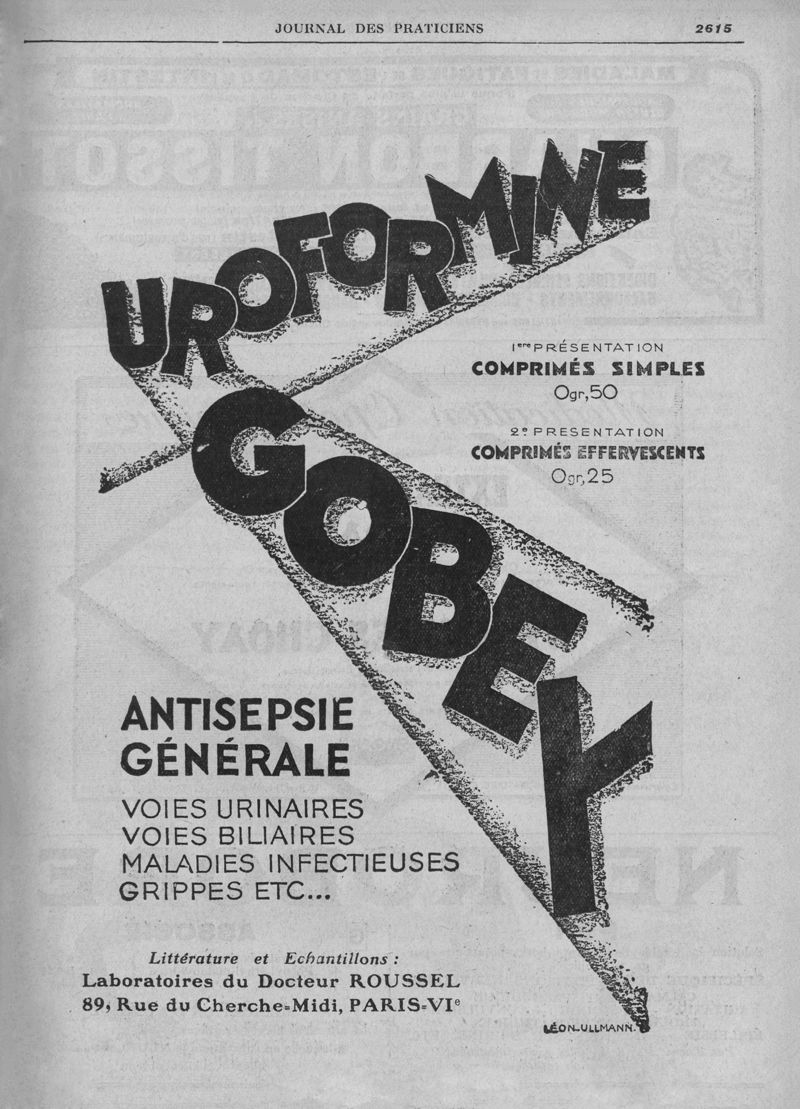 JOURNAL DES PRATICIENS 2615
UROFORMINE
GOBEY
1ere PRÉSENTATION
COMPRIMÉS SIMPLES
0gr,50
2e PRESENTATION
COMPRIMÉS EFFERVESCENTS
0gr,25
ANTISEPSIE
GÉNÉRALE
VOIES URINAIRES
VOIES BILIAIRES
MALADIES INFECTIEUSES
GRIPPES ETC...
Littérature et Echantillons :
Laboratoires du Docteur ROUSSEL
89, Rue du Cherche-Midi, PARIS-VIe
LÉON-ULLMANN.